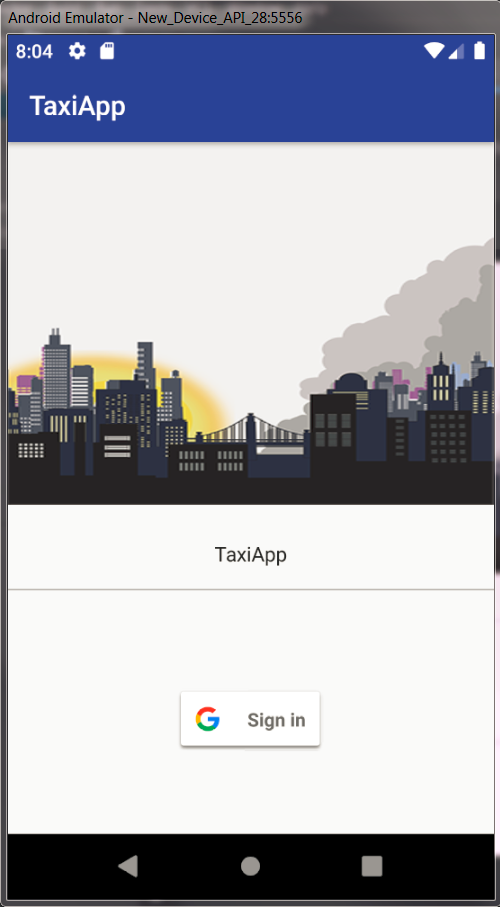 Android Emulator - New_Device_API_28:5556
8:04
TaxiApp
TaxiApp
Sign in